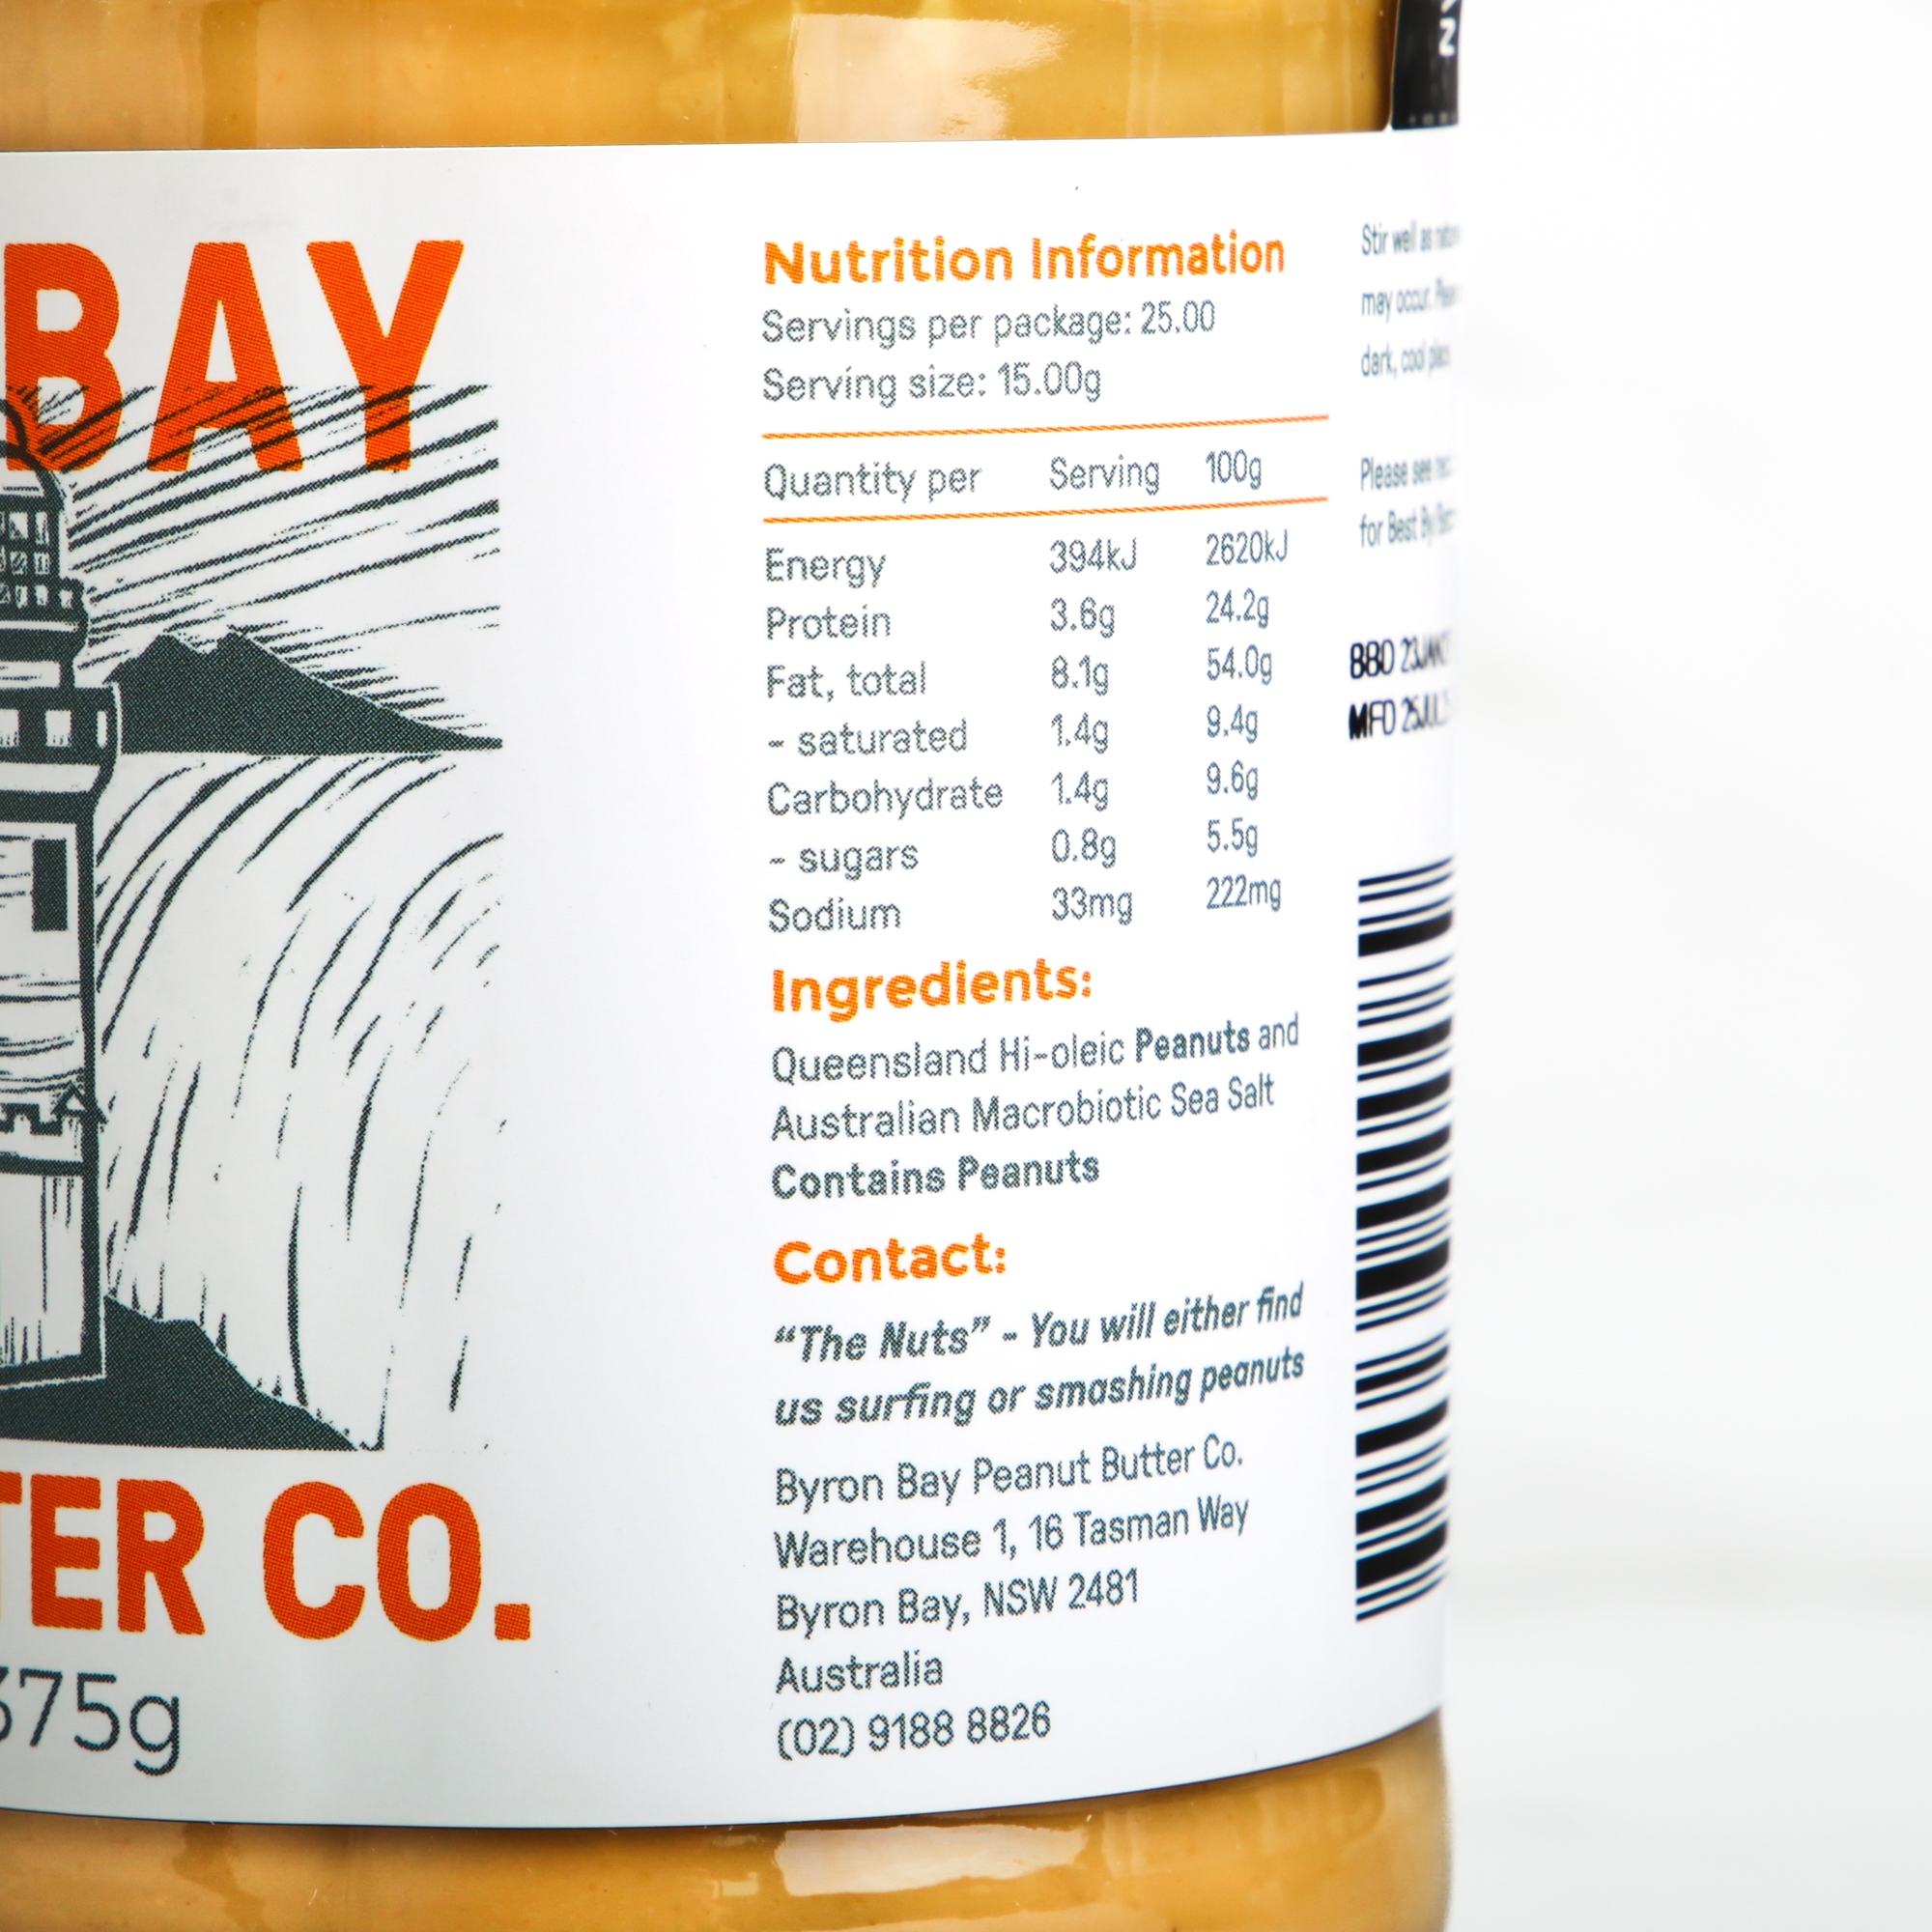 BAY
TER CO.
375g
Nutrition Information
Servings per package: 25.00
Serving size: 15.00g
Quantity per Serving 100g
Energy 394kJ 2620kJ
Protein 3.6g 24.2g
Fat, total 8.1g 54.0g
- saturated 1.4g 9.4g
Carbohydrate 1.4g 9.6g
- sugars 0.8g 5.5g
Sodium 33mg 222mg
Ingredients:
Queensland Hi-oleic Peanuts and
Australian Macrobiotic Sea Salt
Contains Peanuts
Contact:
“The Nuts” - You will either find
us surfing or smashing peanuts
Byron Bay Peanut Butter Co.
Warehouse 1, 16 Tasman Way
Byron Bay, NSW 2481
Australia
(02) 9188 8826
Stir well as
may occur.
dark, cool place
Please see
for Best By
BBD
MFD